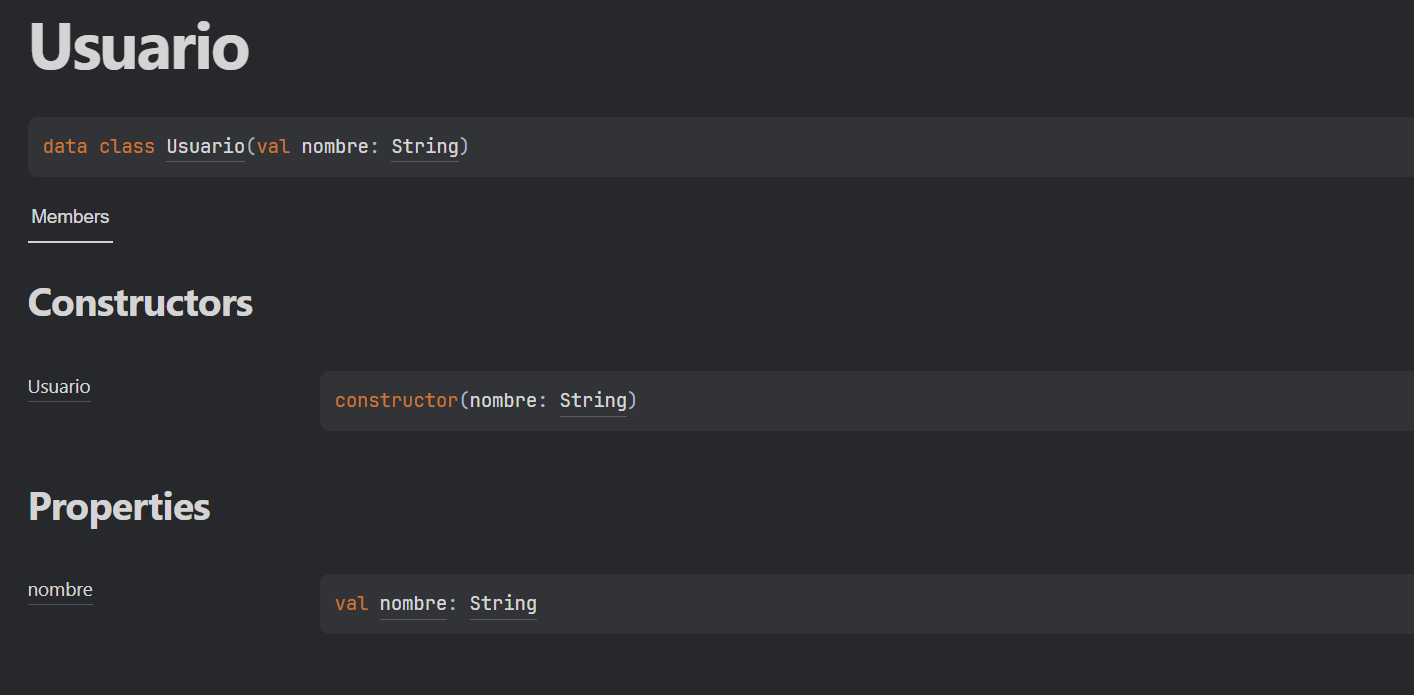 Usuario
data class Usuario(val nombre: String)
Members
Constructors
Usuario
constructor(nombre: String)
Properties
nombre
val nombre: String